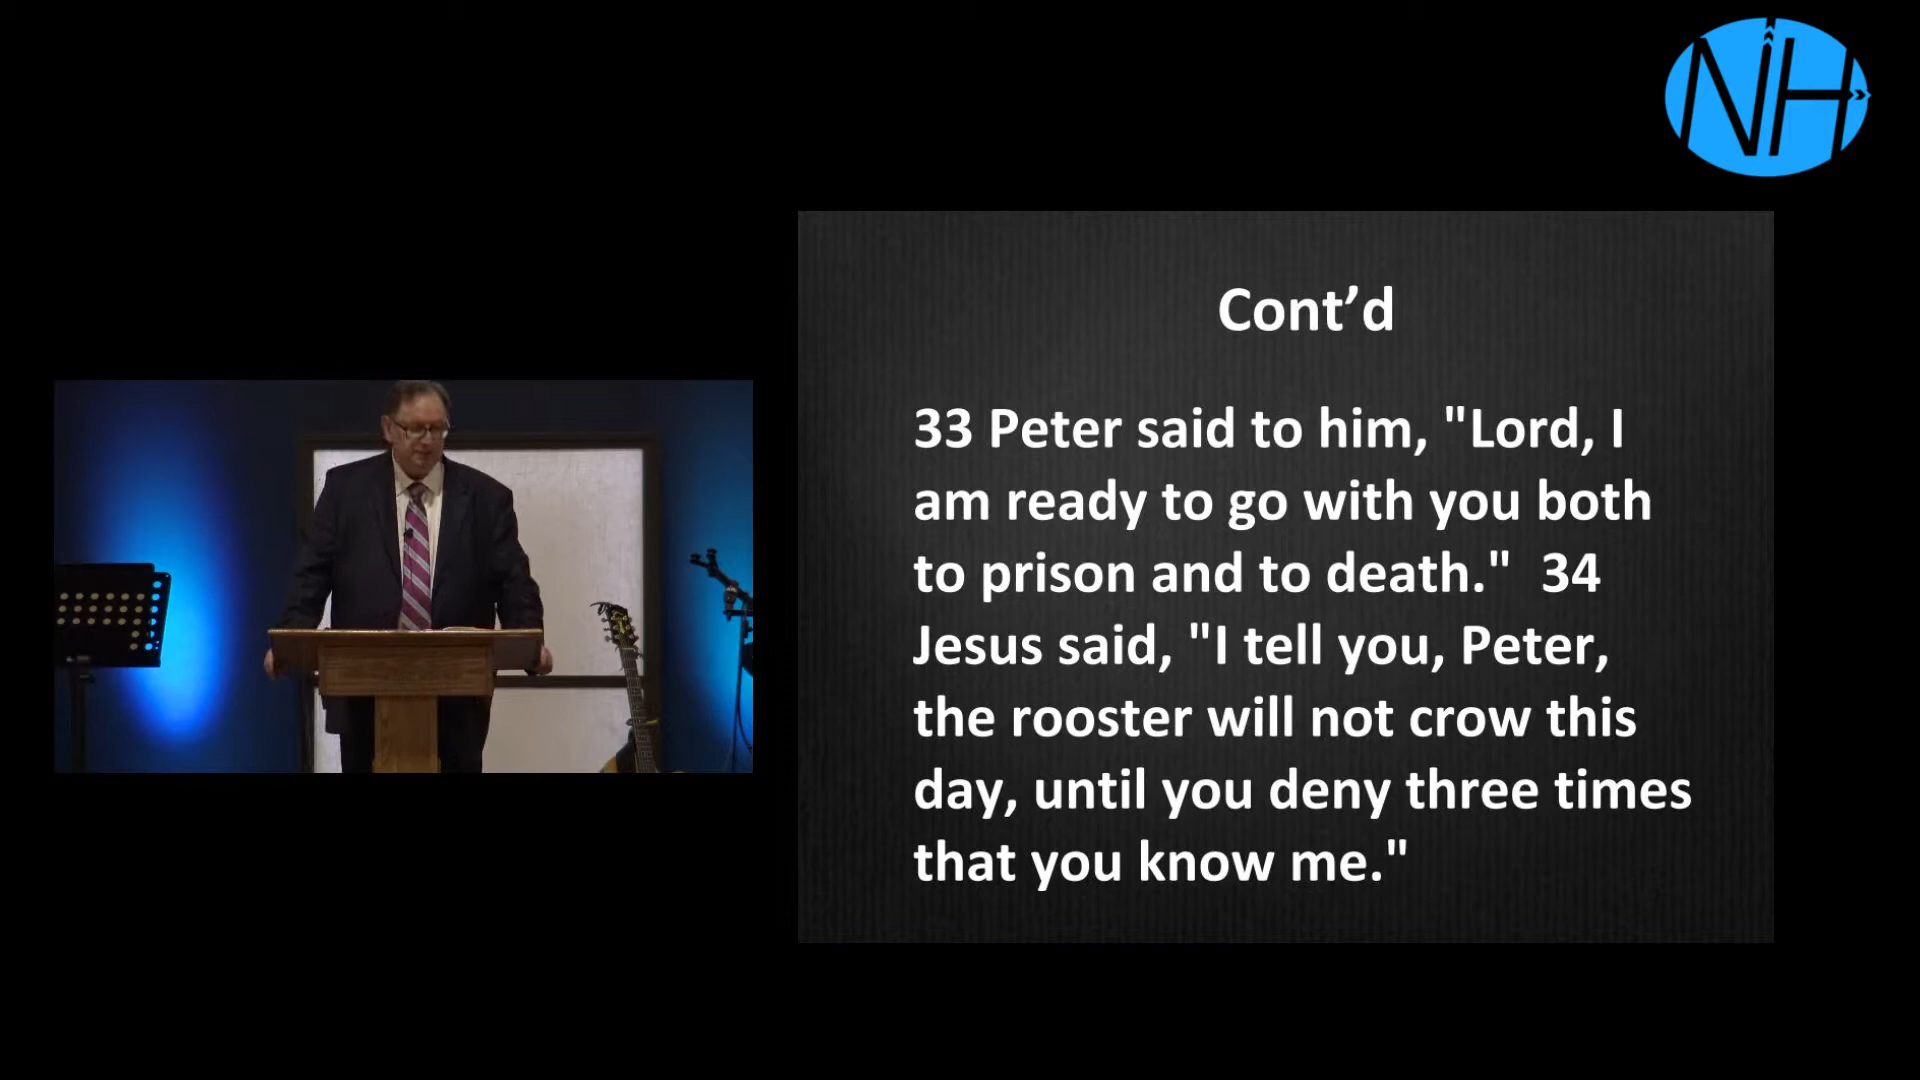 NH
Cont’d
33 Peter said to him, "Lord, I
am ready to go with you both
to prison and to death."  34
Jesus said, "I tell you, Peter,
the rooster will not crow this
day, until you deny three times
that you know me."